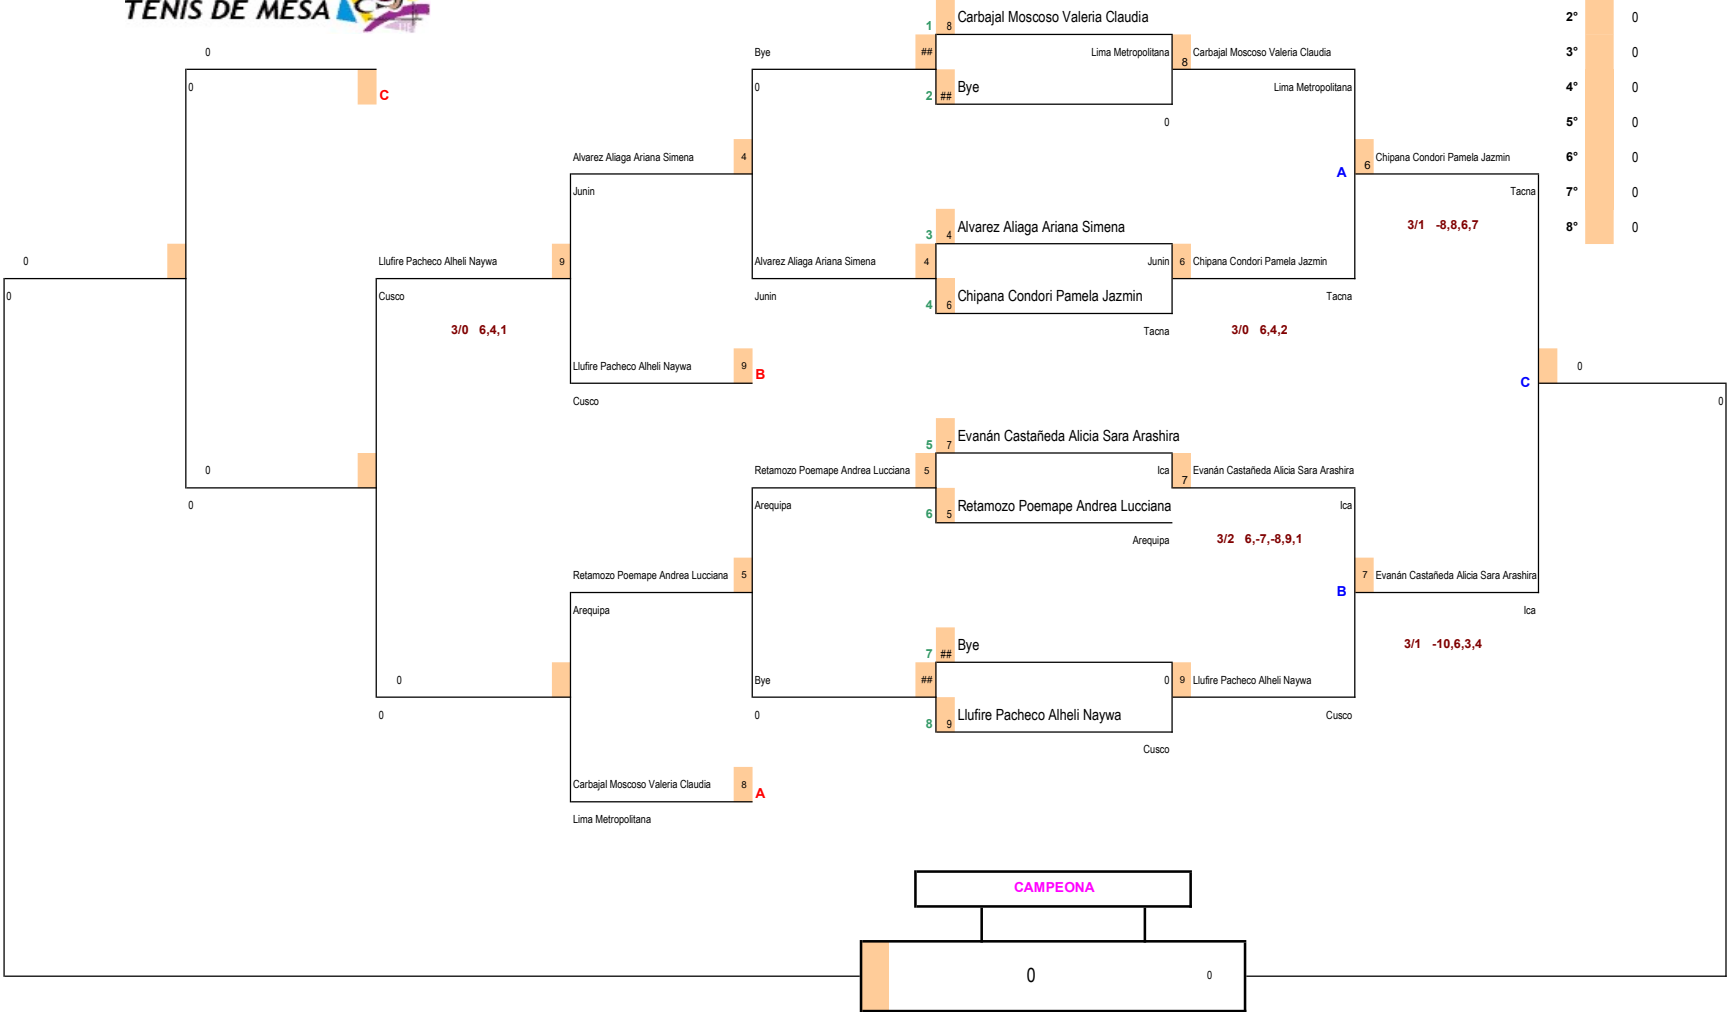 TENIS DE MESA
1 8 Carbajal Moscoso Valeria Claudia
2° 0
0
Bye ## Lima Metropolitana 8 Carbajal Moscoso Valeria Claudia
3° 0
0 C
0 2 ## Bye
Lima Metropolitana
4° 0
0
5° 0
Alvarez Aliaga Ariana Simena 4
A 6 Chipana Condori Pamela Jazmin
6° 0
Junin
Tacna
7° 0
3 4 Alvarez Aliaga Ariana Simena
3/1 -8,8,6,7
8° 0
0
Llufire Pacheco Alheli Naywa 9
Alvarez Aliaga Ariana Simena 4
Junin 6 Chipana Condori Pamela Jazmin
0
Cusco
Junin
4 6 Chipana Condori Pamela Jazmin
Tacna
3/0 6,4,1
Tacna
3/0 6,4,2
Llufire Pacheco Alheli Naywa 9 B
0
Cusco
C
0
5 7 Evanán Castañeda Alicia Sara Arashira
0
Retamozo Poemape Andrea Lucciana 5
Ica 7 Evanán Castañeda Alicia Sara Arashira
0
Arequipa
6 5 Retamozo Poemape Andrea Lucciana
Ica
Arequipa
3/2 6,-7,-8,9,1
Retamozo Poemape Andrea Lucciana 5
B 7 Evanán Castañeda Alicia Sara Arashira
Arequipa
Ica
7 ## Bye
3/1 -10,6,3,4
0
Bye ##
0 9 Llufire Pacheco Alheli Naywa
0
0
8 9 Llufire Pacheco Alheli Naywa
Cusco
Cusco
Carbajal Moscoso Valeria Claudia 8 A
Lima Metropolitana
CAMPEONA
0 0